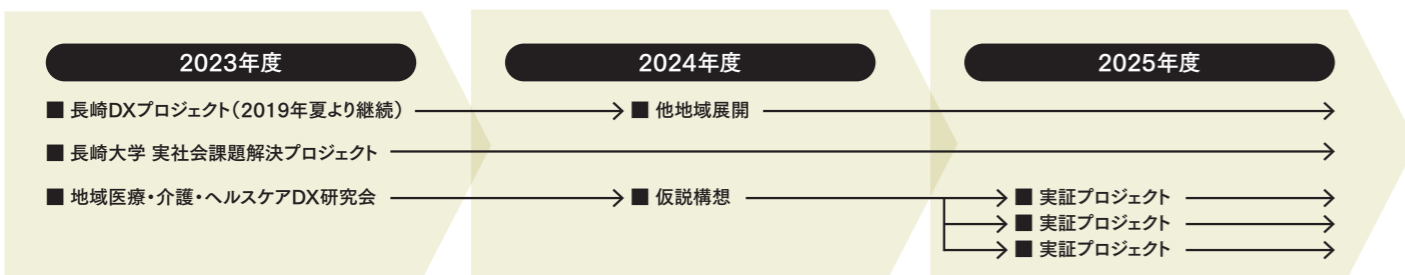 2023年度
2024年度
2025年度
■ 長崎DXプロジェクト(2019年夏より継続)
■ 他地域展開
■ 長崎大学 実社会課題解決プロジェクト
■ 地域医療・介護・ヘルスケアDX研究会
■ 仮説構想
■ 実証プロジェクト
■ 実証プロジェクト
■ 実証プロジェクト